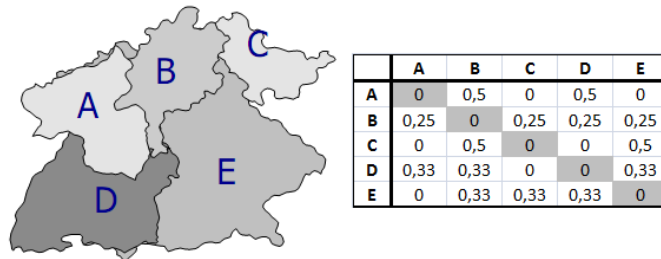 A
B
C
D
E
A B C D E
A 0 0,5 0 0,5 0
B 0,25 0 0,25 0,25 0,25
C 0 0,5 0 0 0,5
D 0,33 0,33 0 0 0,33
E 0 0,33 0,33 0,33 0